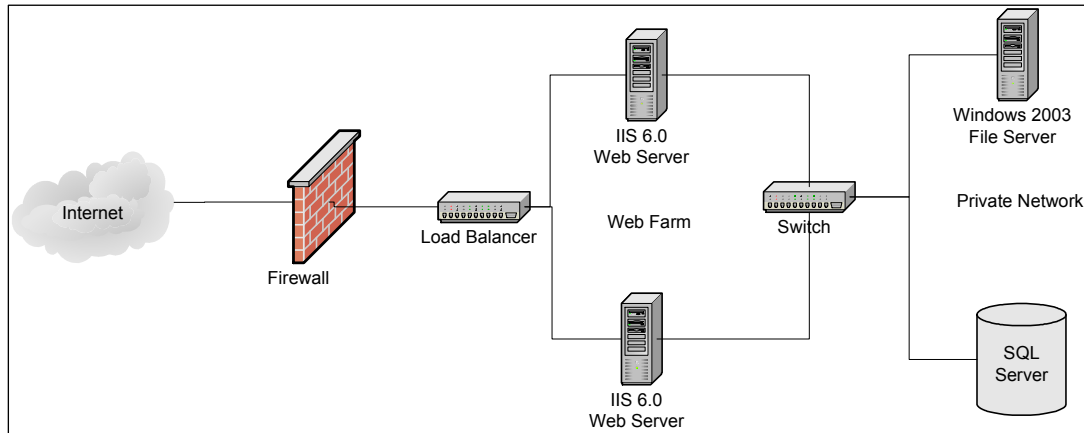 Internet
Firewall
Load Balancer
IIS 6.0
Web Server
Web Farm
IIS 6.0
Web Server
Switch
Windows 2003
File Server
Private Network
SQL
Server